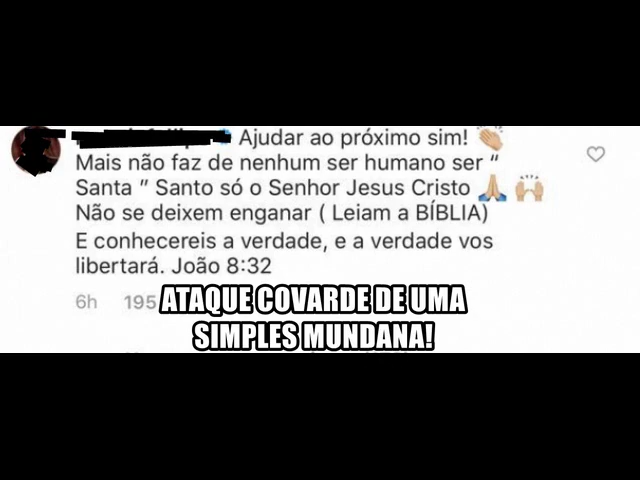 Ajudar ao próximo sim! 👏🏼
Mais não faz de nenhum ser humano ser “
Santa ” Santo só o Senhor Jesus Cristo 🙏🏼 🙌🏼
Não se deixem enganar ( Leiam a BÍBLIA)
E conhecereis a verdade, e a verdade vos
libertará. João 8:32
6h 195
ATAQUE COVARDE DE UMA
SIMPLES MUNDANA!